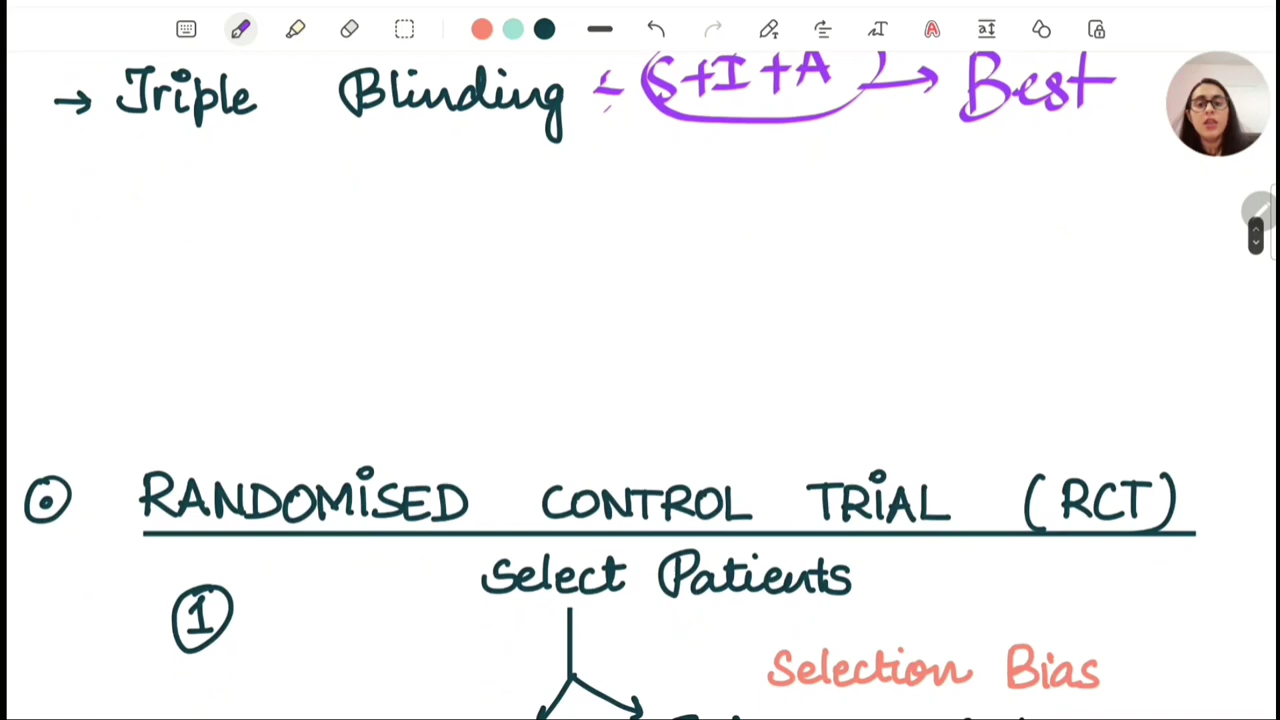 → Triple Blinding :- (S+I+A) → Best
⊙ RANDOMISED CONTROL TRIAL (RCT)
Select Patients
①
Selection Bias